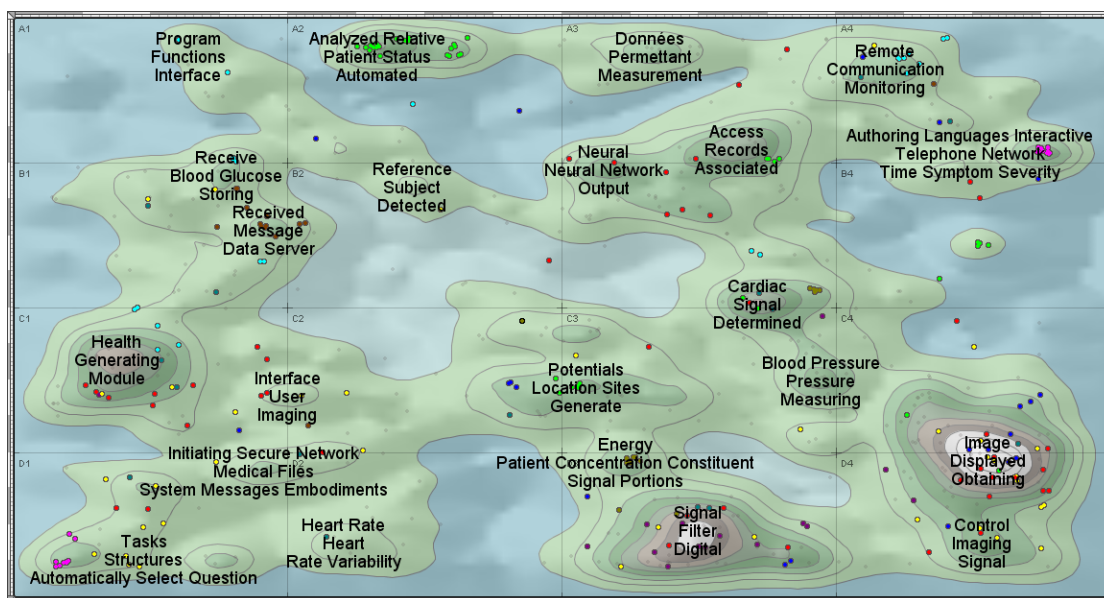 A1
A2
A3
A4
Program
Functions
Interface
Analyzed Relative
Patient Status
Automated
Données
Permettant
Measurement
Remote
Communication
Monitoring
Access
Records
Associated
Authoring Languages Interactive
Telephone Network
Time Symptom Severity
B1
B2
B4
Receive
Blood Glucose
Storing
Reference
Subject
Detected
Neural
Neural Network
Output
Received
Message
Data Server
Cardiac
Signal
Determined
C1
C2
C3
C4
Health
Generating
Module
Interface
User
Imaging
Potentials
Location Sites
Generate
Blood Pressure
Pressure
Measuring
D1
D2
D4
Initiating Secure Network
Medical Files
System Messages Embodiments
Energy
Patient Concentration Constituent
Signal Portions
Image
Displayed
Obtaining
Tasks
Structures
Automatically Select Question
Heart Rate
Heart
Rate Variability
Signal
Filter
Digital
Control
Imaging
Signal